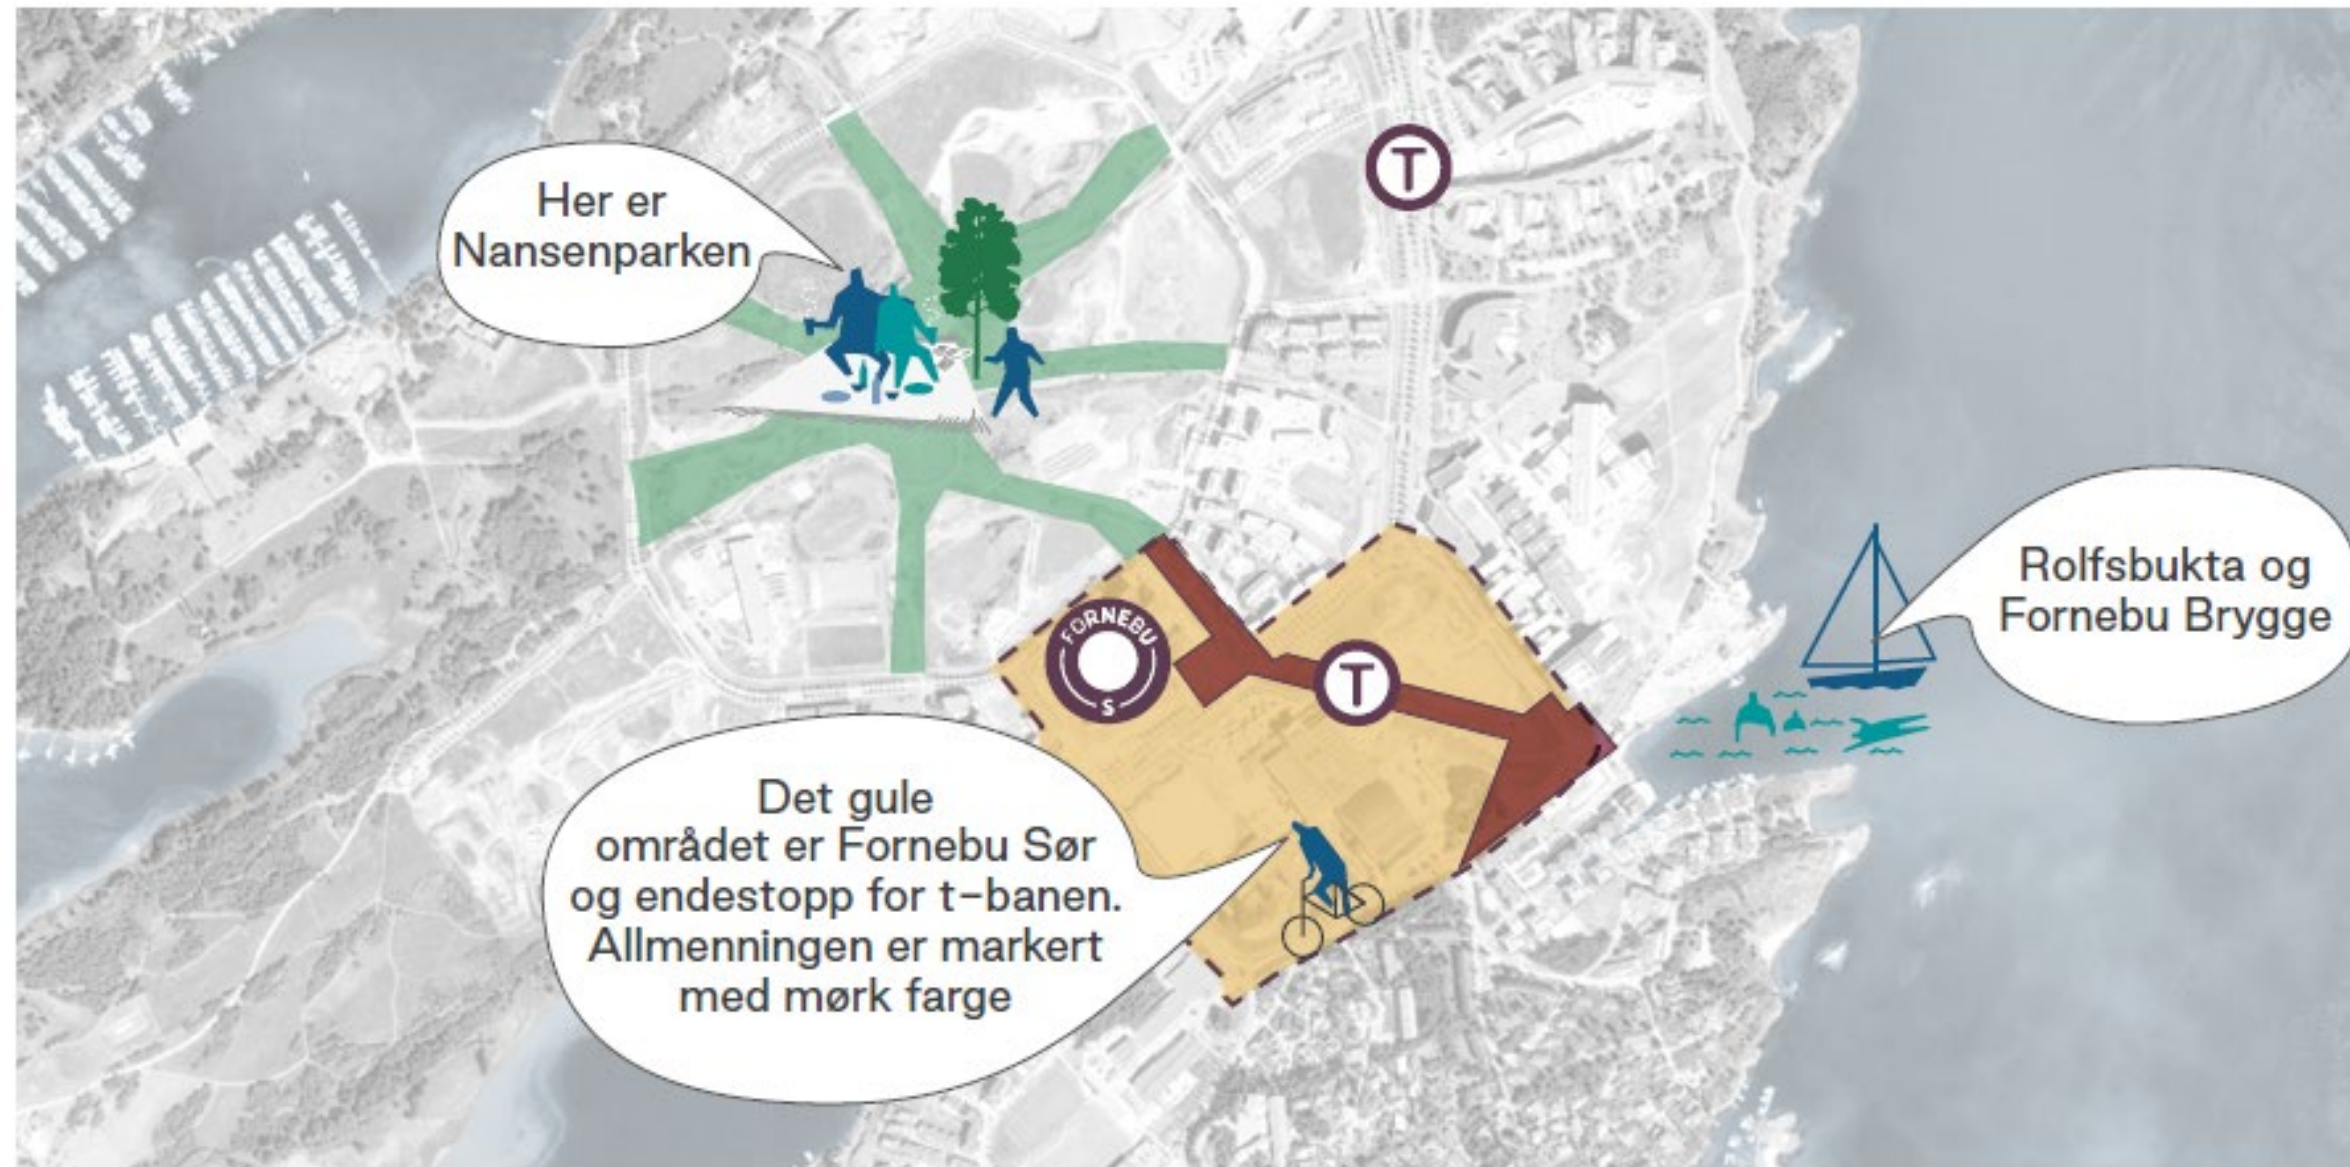 Her er
Nansenparken
T
Rolfsbukta og
Fornebu Brygge
FORNEBU
S
T
Det gule
området er Fornebu Sør
og endestopp for t-banen.
Allmenningen er markert
med mørk farge